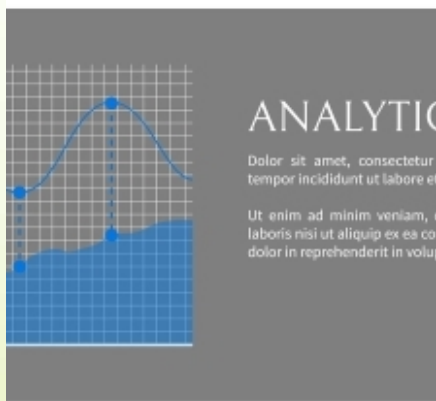 ANALYTIC
Dolor sit amet, consectetur
tempor incididunt ut labore et
Ut enim ad minim veniam,
laboris nisi ut aliquip ex ea co
dolor in reprehenderit in volup